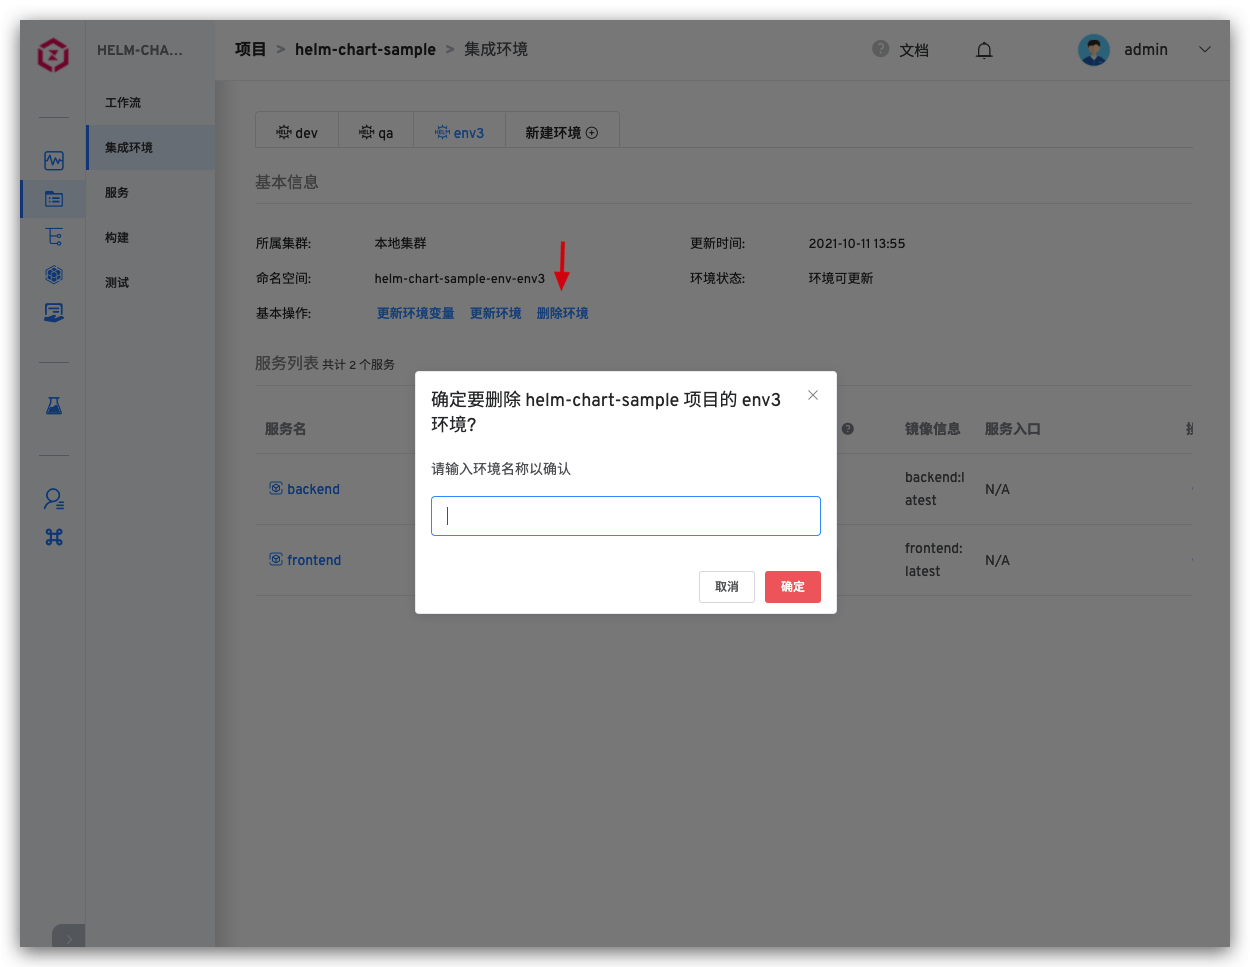 HELM-CHA...
项目 > helm-chart-sample > 集成环境
文档
admin
工作流
集成环境
服务
构建
测试
dev
qa
env3
新建环境
基本信息
所属集群: 本地集群 更新时间: 2021-10-11 13:55
命名空间: helm-chart-sample-env-env3 环境状态: 环境可更新
基本操作: 更新环境变量 更新环境 删除环境
服务列表 共计 2 个服务
服务名 镜像信息 服务入口
backend
backend:l
atest
N/A
frontend
frontend:
latest
N/A
确定要删除 helm-chart-sample 项目的 env3
环境?
请输入环境名称以确认
取消
确定